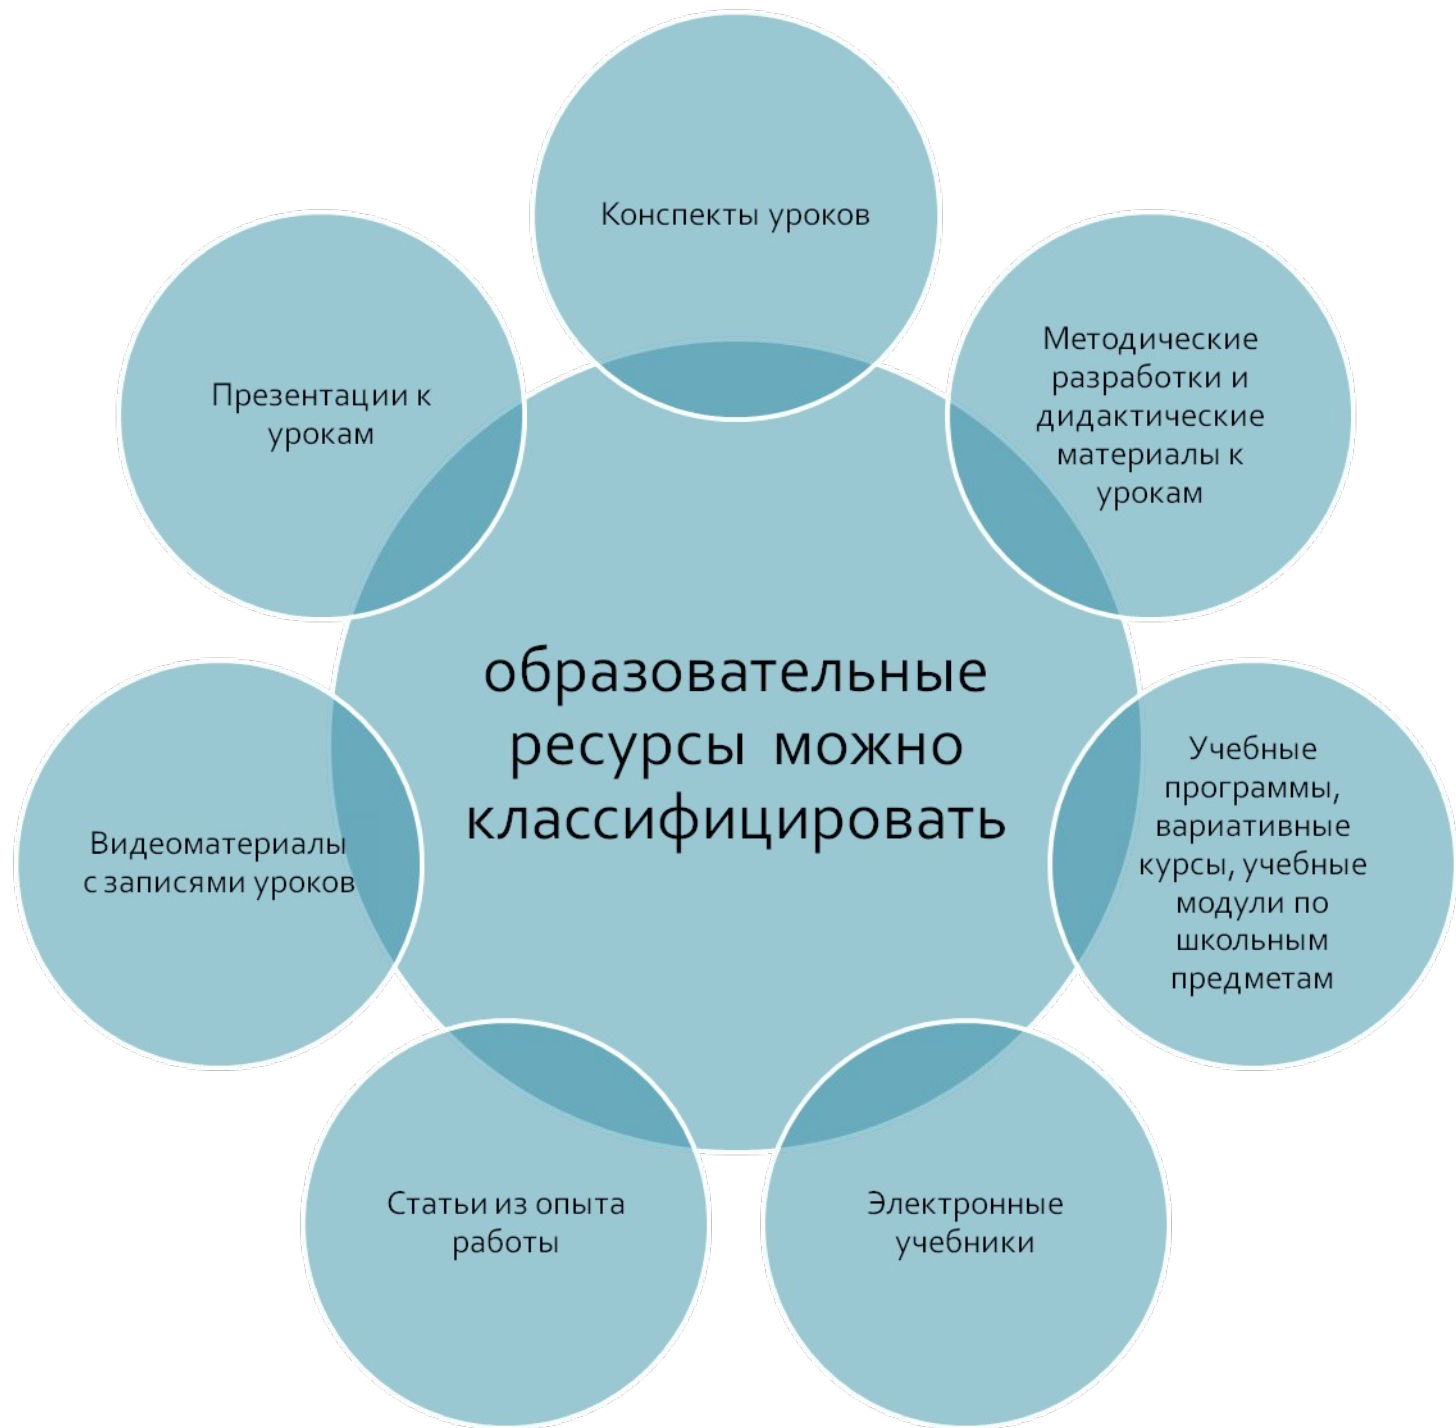 Конспекты уроков
Методические
разработки и
дидактические
материалы к
урокам
Презентации к
урокам
образовательные
ресурсы можно
классифицировать
Учебные
программы,
вариативные
курсы, учебные
модули по
школьным
предметам
Видеоматериалы
с записями уроков
Статьи из опыта
работы
Электронные
учебники